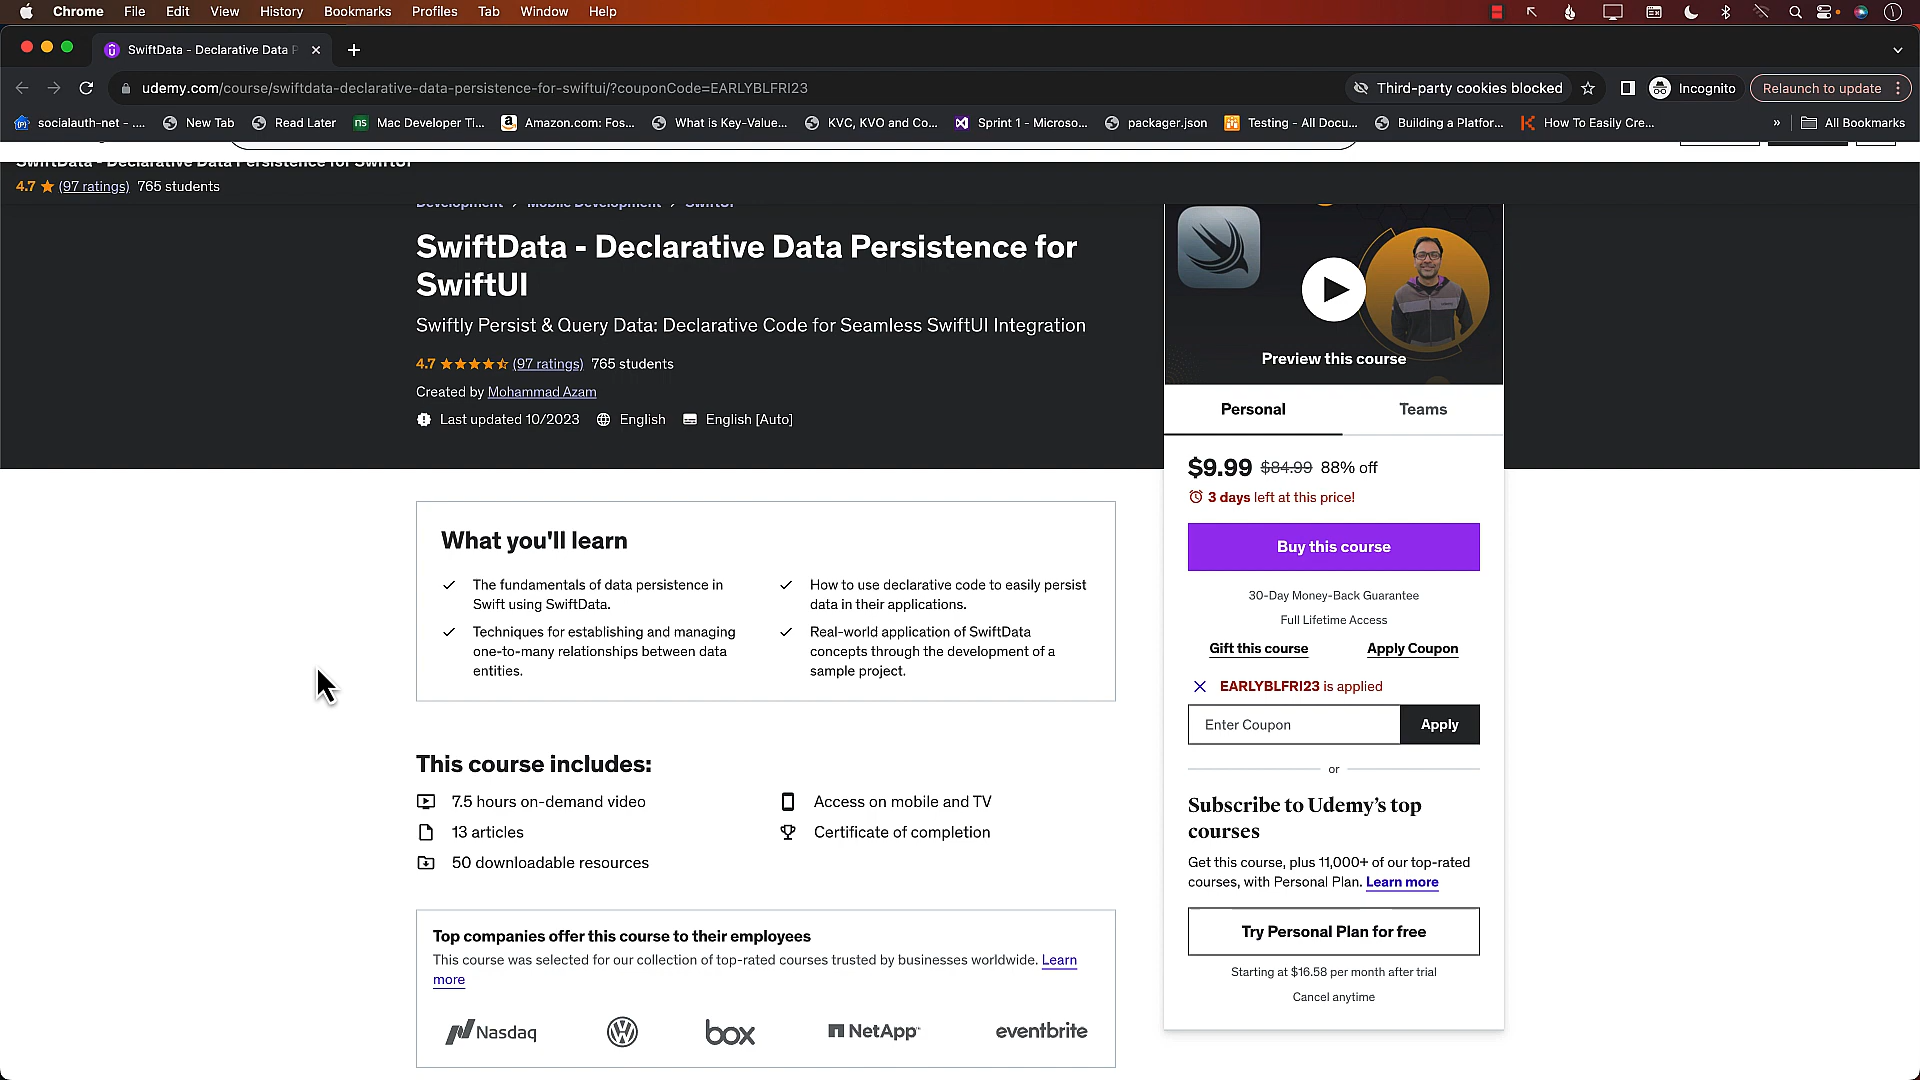 Chrome File Edit View History Bookmarks Profiles Tab Window Help
SwiftData - Declarative Data P
udemy.com/course/swiftdata-declarative-data-persistence-for-swiftui/?couponCode=EARLYBLFRI23
Third-party cookies blocked
Incognito
Relaunch to update
socialauth-net - .... New Tab Read Later Mac Developer Ti... Amazon.com: Fos... What is Key-Value... KVC, KVO and Co... Sprint 1 - Microso... packager.json Testing - All Docu... Building a Platfor... How To Easily Cre... » All Bookmarks
SwiftData - Declarative Data Persistence for SwiftUI
4.7 (97 ratings) 765 students
Development Mobile Development SwiftUI
SwiftData - Declarative Data Persistence for
SwiftUI
Swiftly Persist & Query Data: Declarative Code for Seamless SwiftUI Integration
4.7 (97 ratings) 765 students
Created by Mohammad Azam
Last updated 10/2023 English English [Auto]
Preview this course
Personal Teams
$9.99 $84.99 88% off
3 days left at this price!
Buy this course
30-Day Money-Back Guarantee
Full Lifetime Access
Gift this course Apply Coupon
EARLYBLFRI23 is applied
Enter Coupon Apply
or
Subscribe to Udemy's top
courses
Get this course, plus 11,000+ of our top-rated
courses, with Personal Plan. Learn more
Try Personal Plan for free
Starting at $16.58 per month after trial
Cancel anytime
What you'll learn
The fundamentals of data persistence in
Swift using SwiftData.
How to use declarative code to easily persist
data in their applications.
Techniques for establishing and managing
one-to-many relationships between data
entities.
Real-world application of SwiftData
concepts through the development of a
sample project.
This course includes:
7.5 hours on-demand video
13 articles
50 downloadable resources
Access on mobile and TV
Certificate of completion
Top companies offer this course to their employees
This course was selected for our collection of top-rated courses trusted by businesses worldwide. Learn
more
Nasdaq box NetApp eventbrite